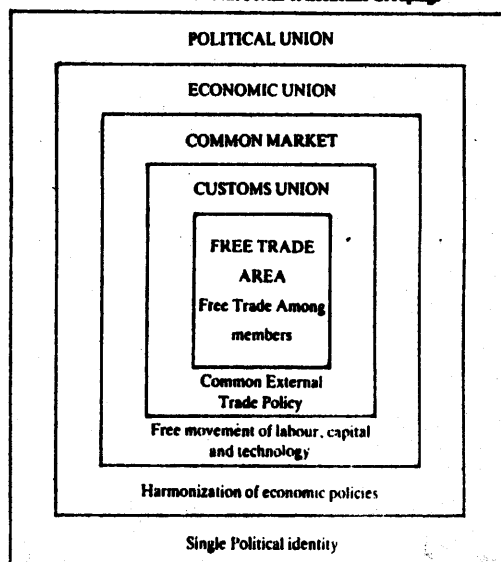 POLITICAL UNION
ECONOMIC UNION
COMMON MARKET
CUSTOMS UNION
FREE TRADE
AREA
Free Trade Among
members
Common External
Trade Policy
Free movement of labour, capital
and technology
Harmonization of economic policies
Single Political identity